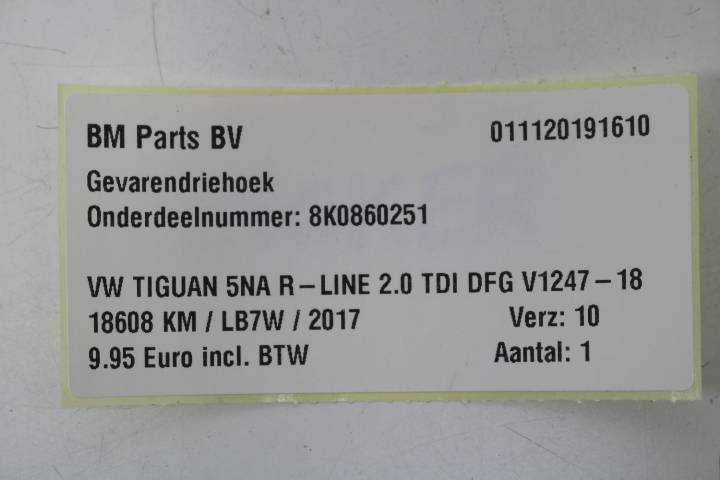 BM Parts BV 011120191610
Gevarendriehoek
Onderdeelnummer: 8K0860251
VW TIGUAN 5NA R-LINE 2.0 TDI DFG V1247-18
18608 KM / LB7W / 2017 Verz: 10
9.95 Euro incl. BTW Aantal: 1